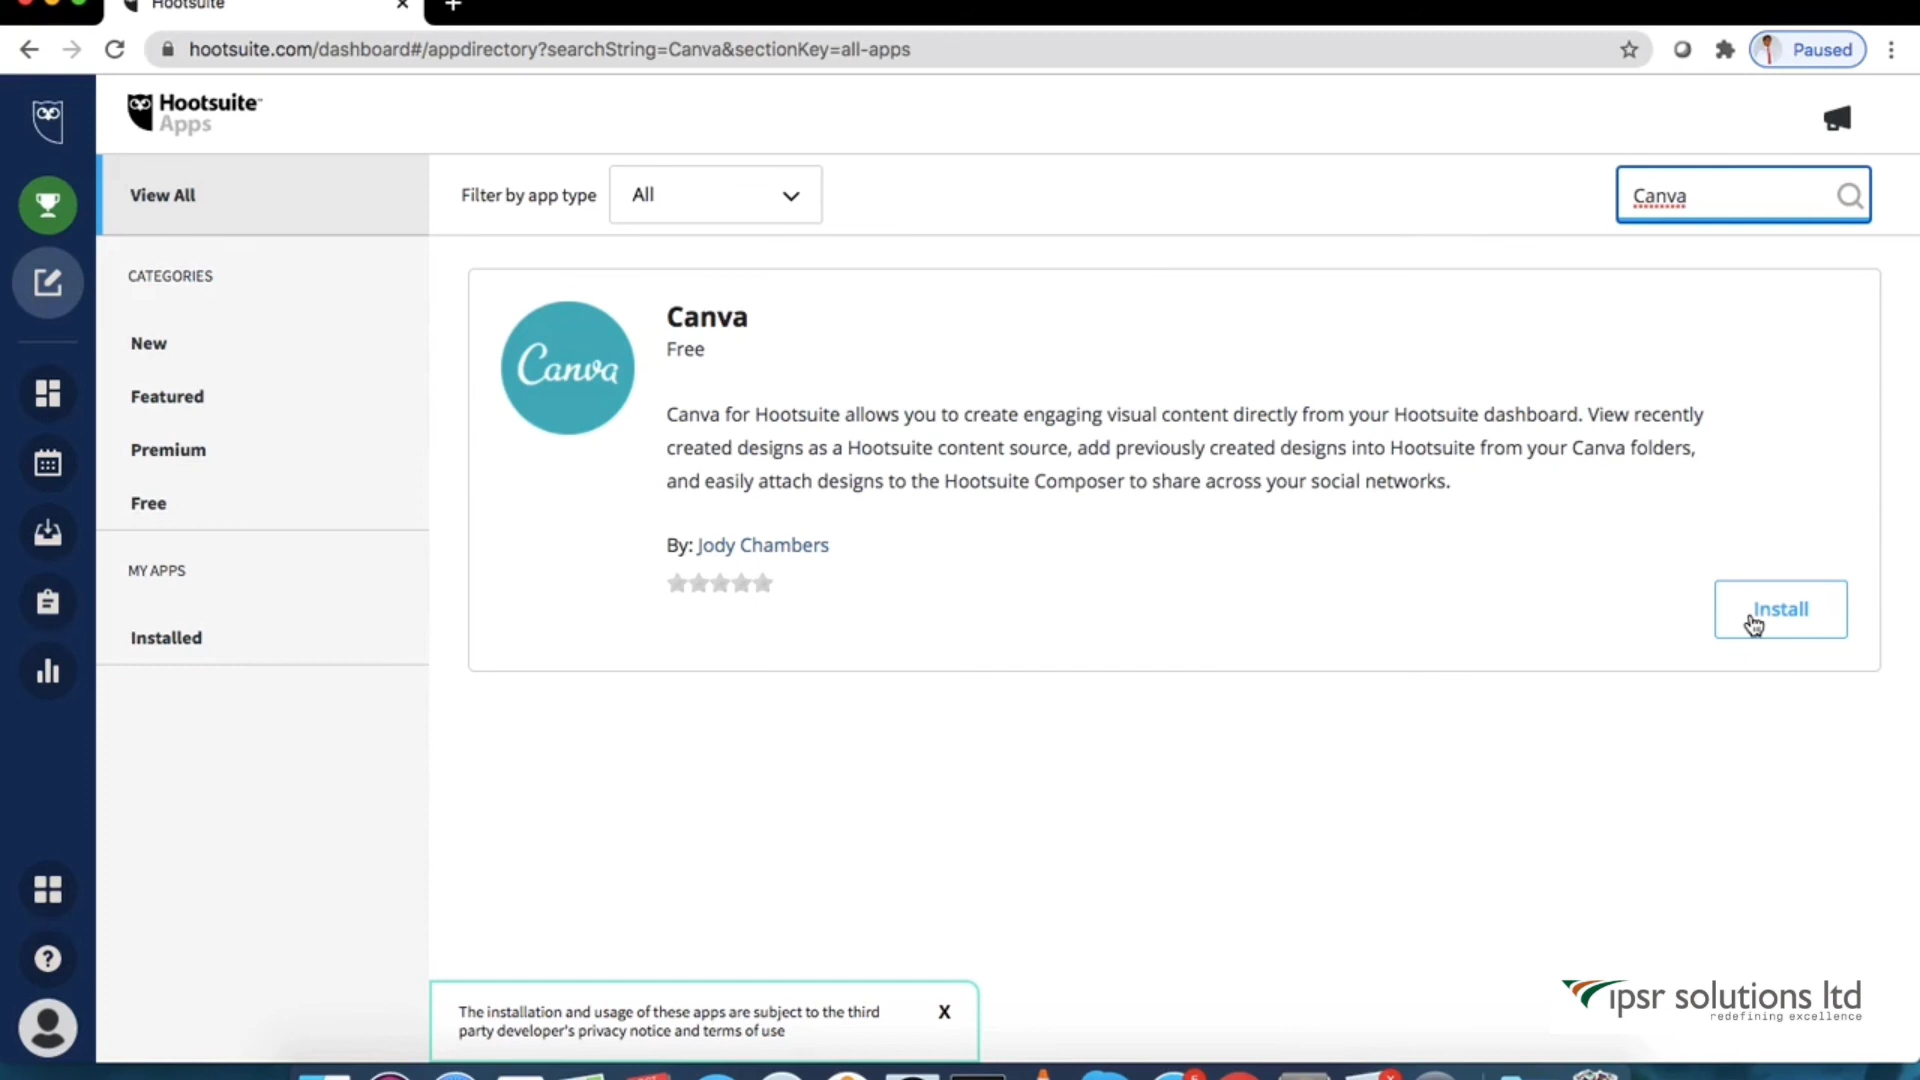 Hootsuite
hootsuite.com/dashboard#/appdirectory?searchString=Canva&sectionKey=all-apps
Paused
Hootsuite™
Apps
View All
Filter by app type
All
Canva
CATEGORIES
New
Featured
Premium
Free
MY APPS
Installed
Canva
Canva
Free
Canva for Hootsuite allows you to create engaging visual content directly from your Hootsuite dashboard. View recently
created designs as a Hootsuite content source, add previously created designs into Hootsuite from your Canva folders,
and easily attach designs to the Hootsuite Composer to share across your social networks.
By: Jody Chambers
Install
The installation and usage of these apps are subject to the third
party developer's privacy notice and terms of use
X
ipsr solutions ltd
redefining excellence